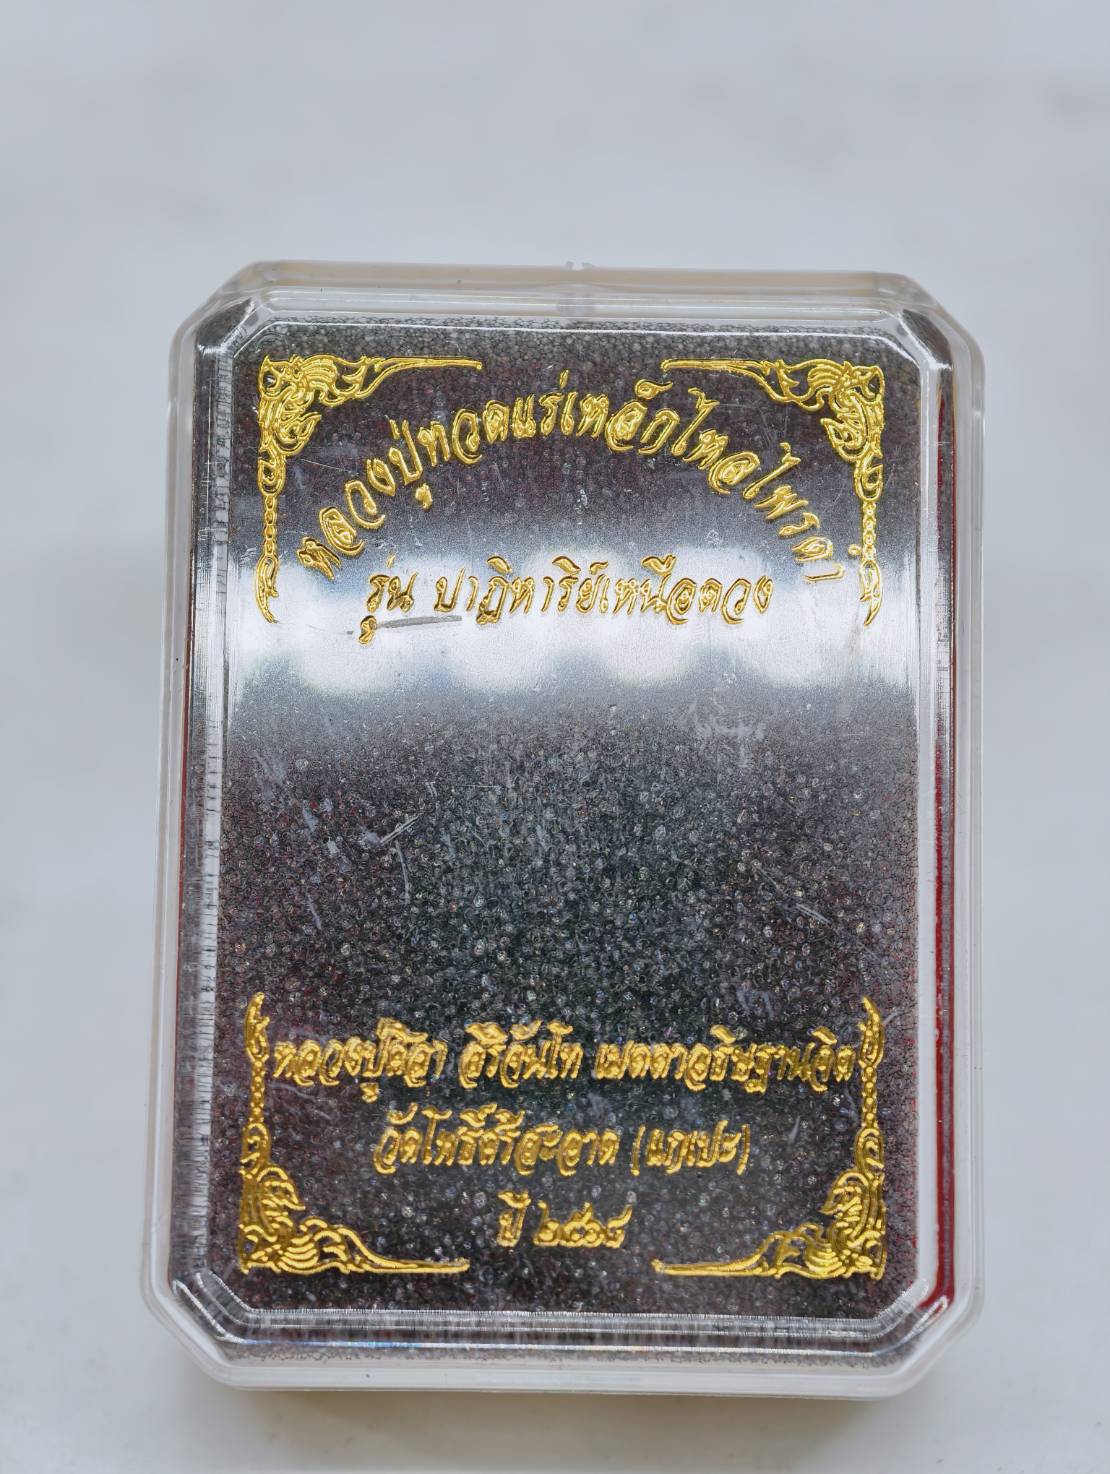 หลวงปู่ทวดแร่เหล็กไหลไพรดำ
รุ่น ปาฏิหาริย์เหนือดวง
หลวงปู่ศิลา สิริจันโท เมตตาอธิษฐานจิต
วัดโพธิ์ศรีสะอาด (แกเปะ)
ปี ๒๕๖๘